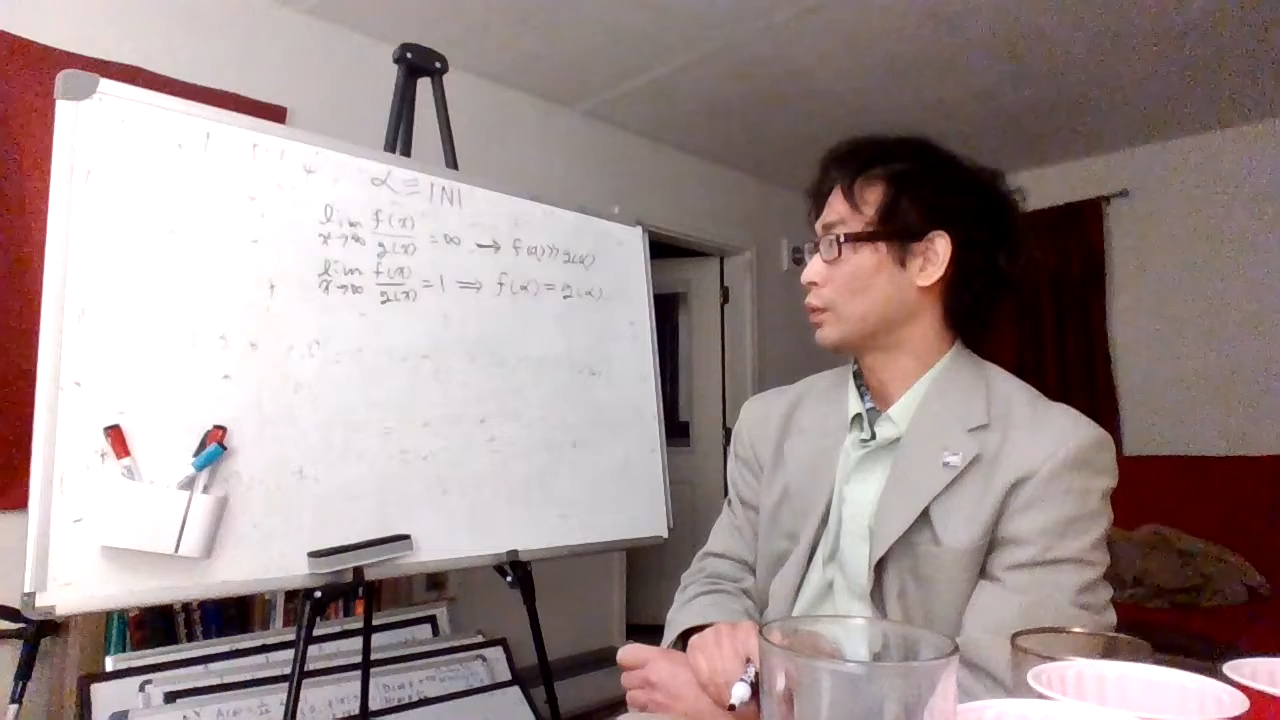 α ≡ |N|
lim x→∞ f(x)/g(x) = ∞ → f(α) >> g(α)
lim x→∞ f(x)/g(x) = 1 ⇒ f(α) = g(α)